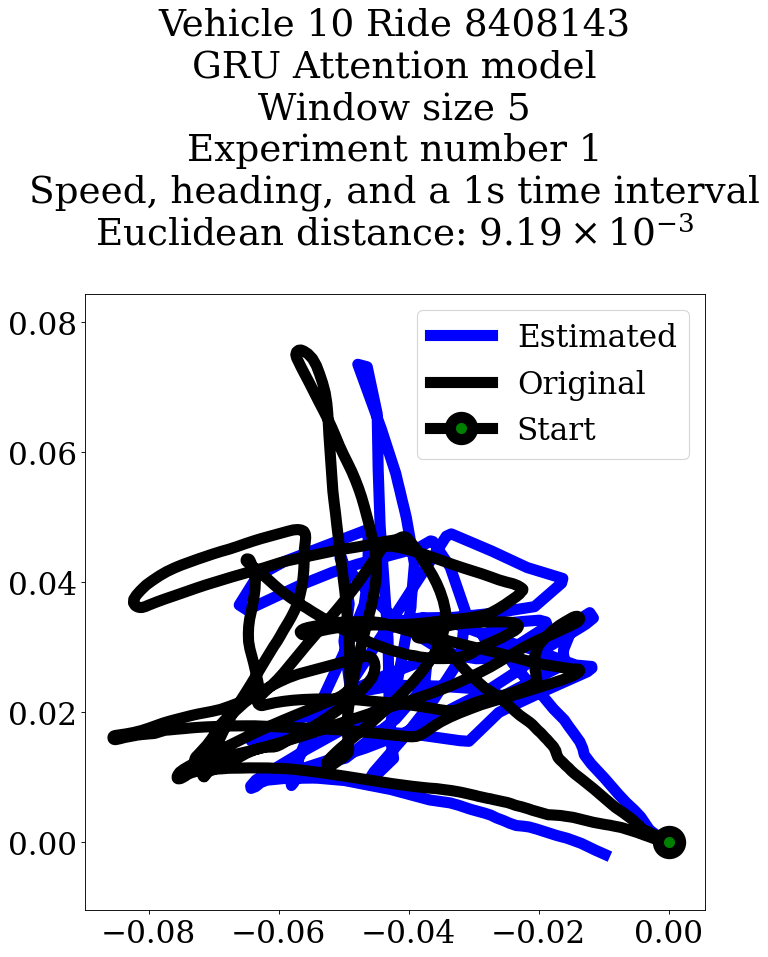 Vehicle 10 Ride 8408143
GRU Attention model
Window size 5
Experiment number 1
Speed, heading, and a 1s time interval
Euclidean distance: 9.19 × 10⁻³
Estimated
Original
Start
0.08
0.06
0.04
0.02
0.00
−0.08 −0.06 −0.04 −0.02 0.00